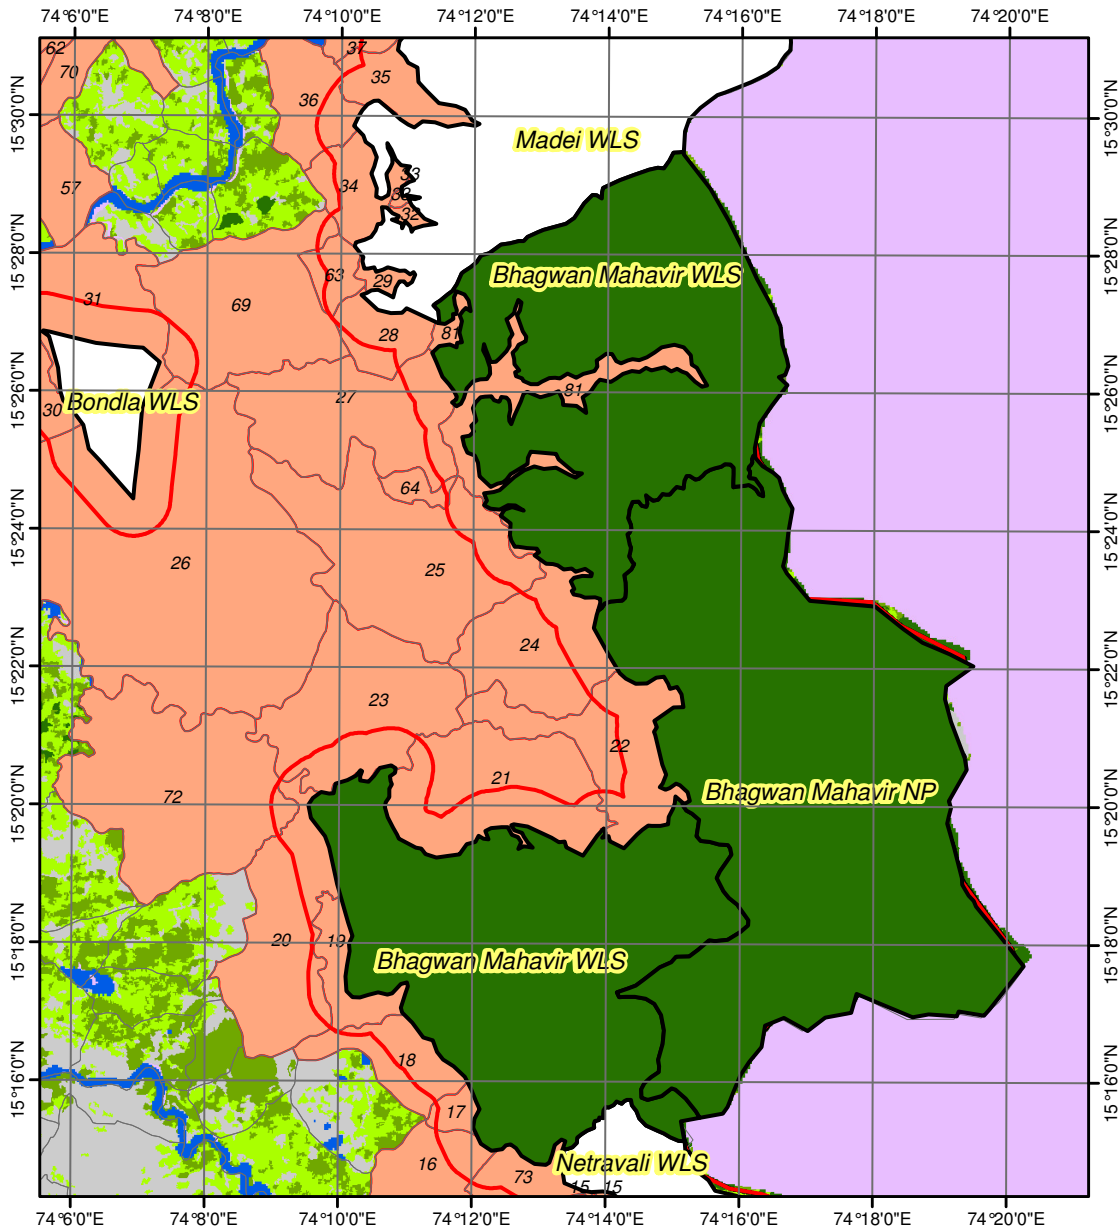 74°6'0"E 74°8'0"E 74°10'0"E 74°12'0"E 74°14'0"E 74°16'0"E 74°18'0"E 74°20'0"E
62
37
70
35
36
15°30'0"N 15°30'0"N
Madei WLS
33
57
34
33
32
15°28'0"N 15°28'0"N
63
29
Bhagwan Mahavir WLS
31
69
28
81
15°26'0"N 15°26'0"N
81
27
30
Bondla WLS
64
15°24'0"N 15°24'0"N
26
25
24
15°22'0"N 15°22'0"N
23
22
21
72
Bhagwan Mahavir NP
15°20'0"N 15°20'0"N
20
19
15°18'0"N 15°18'0"N
Bhagwan Mahavir WLS
18
15°16'0"N 15°16'0"N
17
16
Netravali WLS
73
15 15
74°6'0"E 74°8'0"E 74°10'0"E 74°12'0"E 74°14'0"E 74°16'0"E 74°18'0"E 74°20'0"E